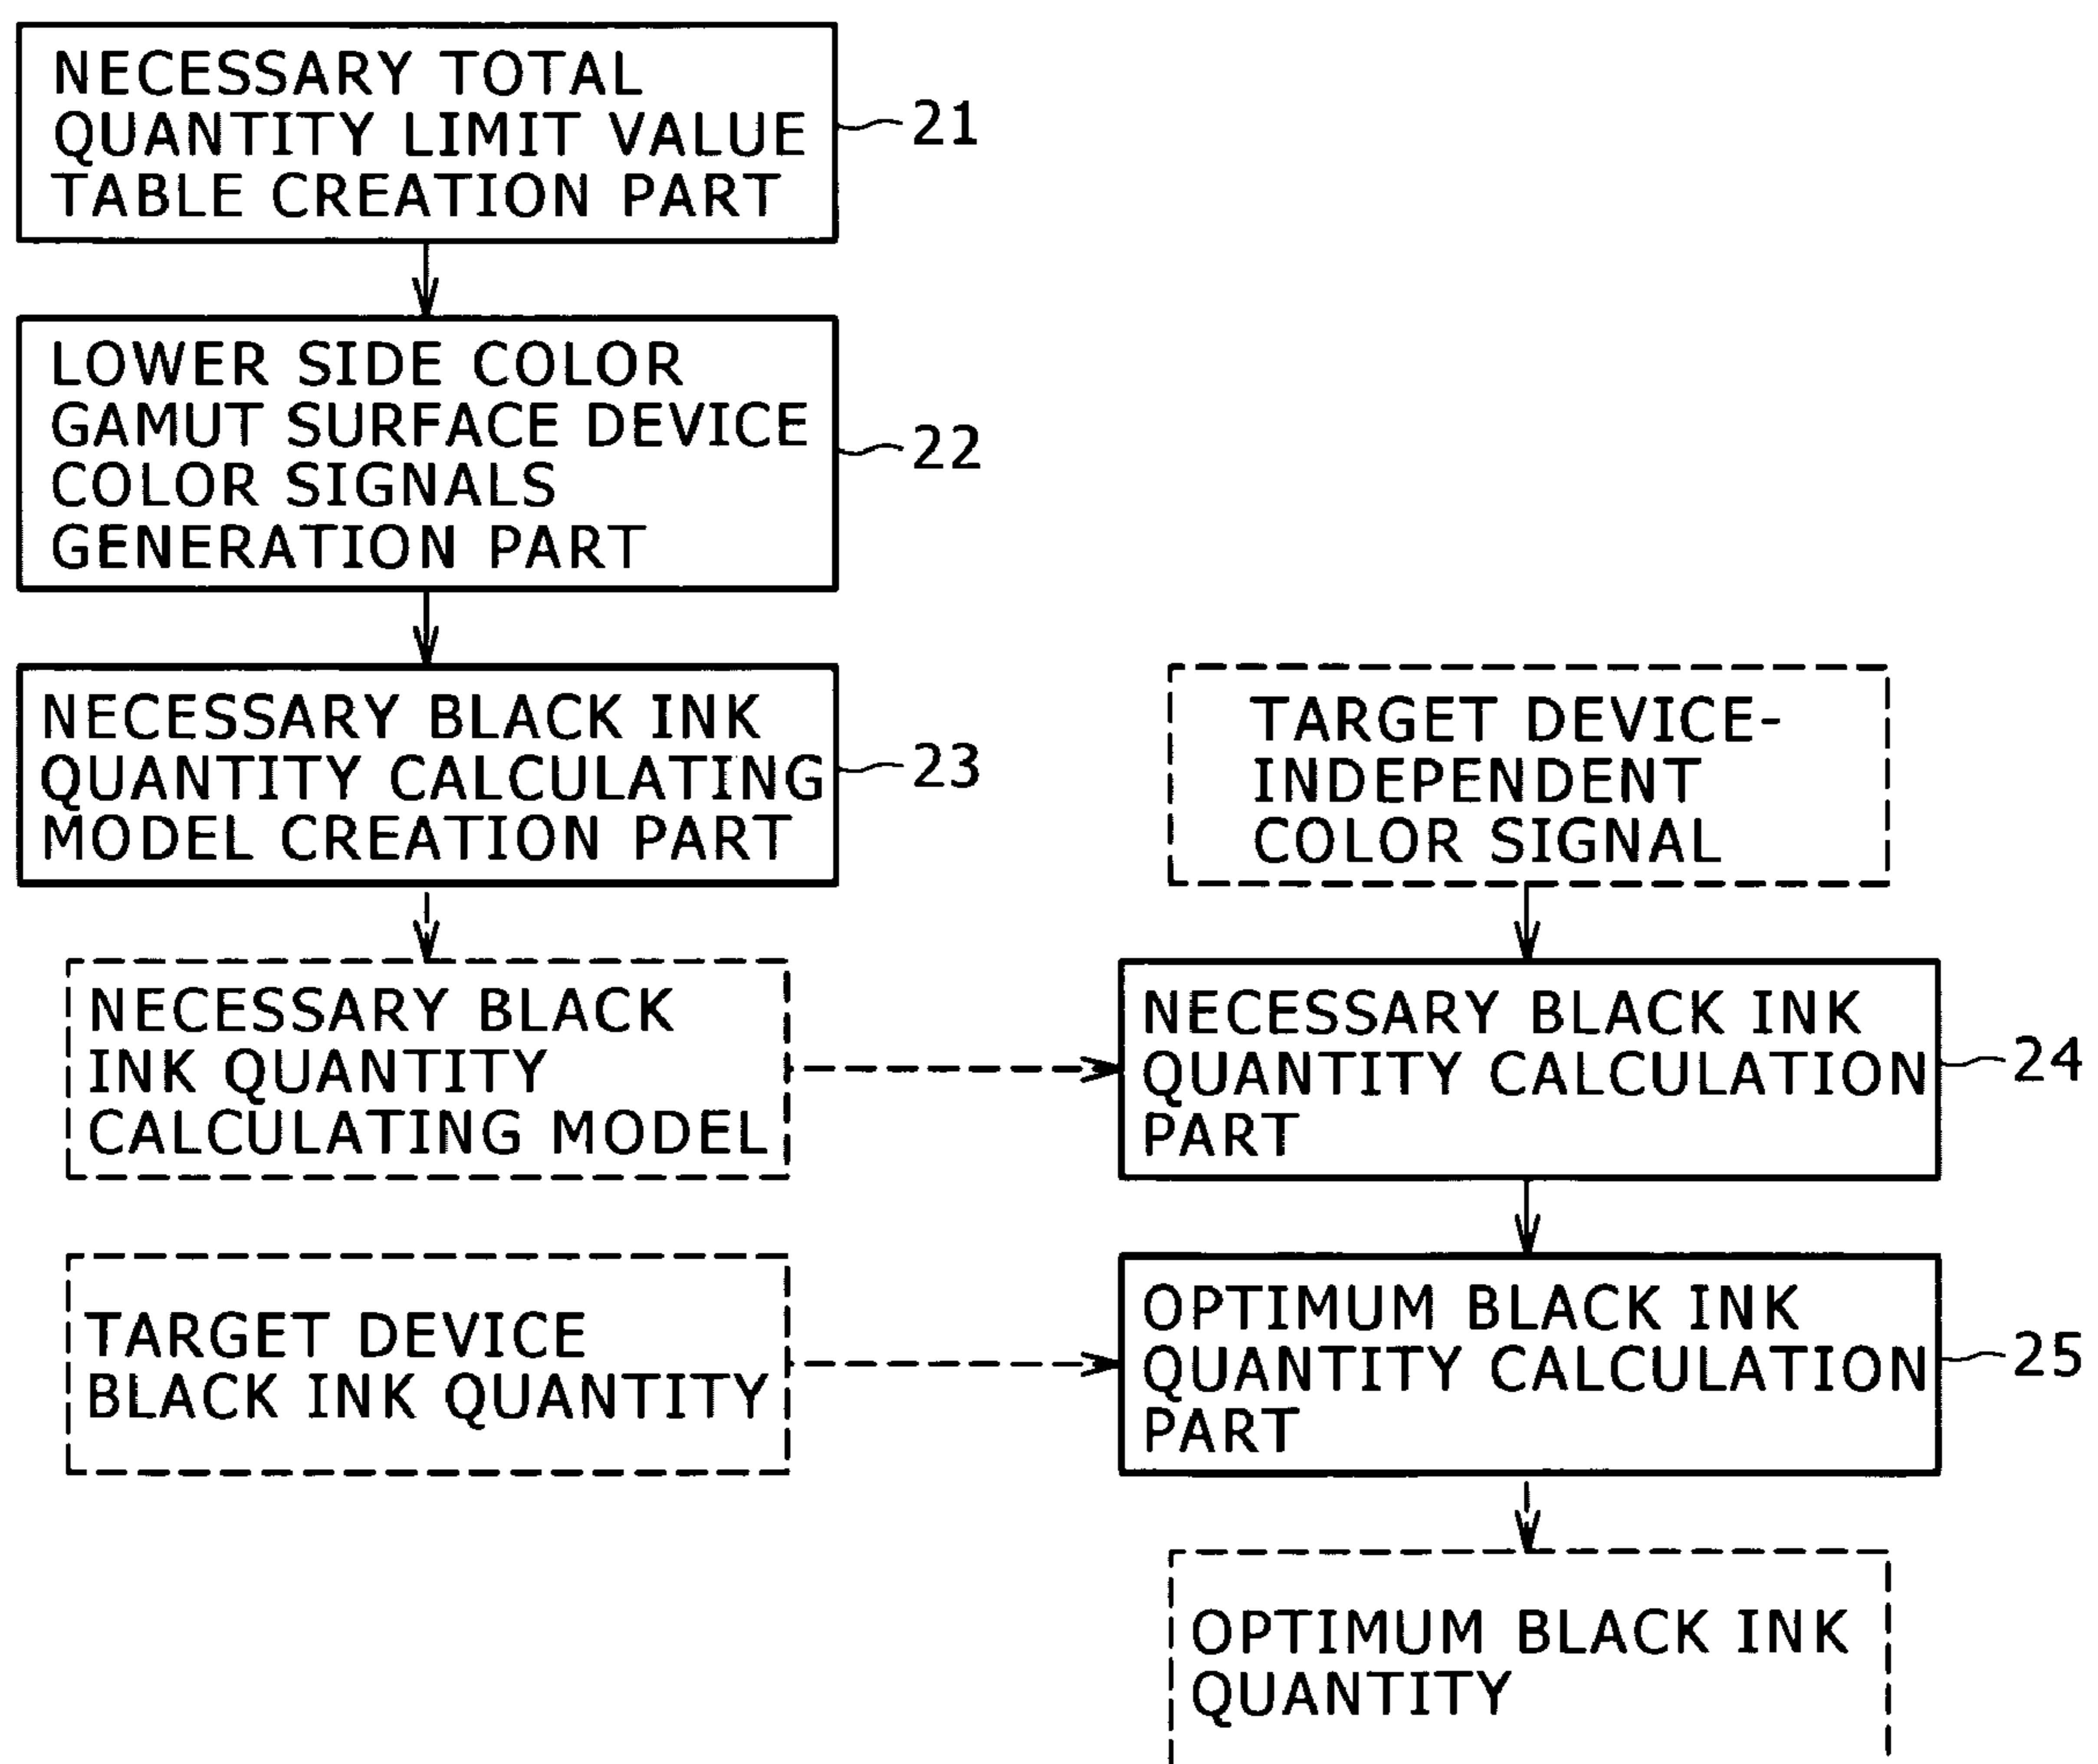 NECESSARY TOTAL
QUANTITY LIMIT VALUE
TABLE CREATION PART
21
LOWER SIDE COLOR
GAMUT SURFACE DEVICE
COLOR SIGNALS
GENERATION PART
22
NECESSARY BLACK INK
QUANTITY CALCULATING
MODEL CREATION PART
23
TARGET DEVICE-
INDEPENDENT
COLOR SIGNAL
NECESSARY BLACK
INK QUANTITY
CALCULATING MODEL
NECESSARY BLACK INK
QUANTITY CALCULATION
PART
24
TARGET DEVICE
BLACK INK QUANTITY
OPTIMUM BLACK INK
QUANTITY CALCULATION
PART
25
OPTIMUM BLACK INK
QUANTITY